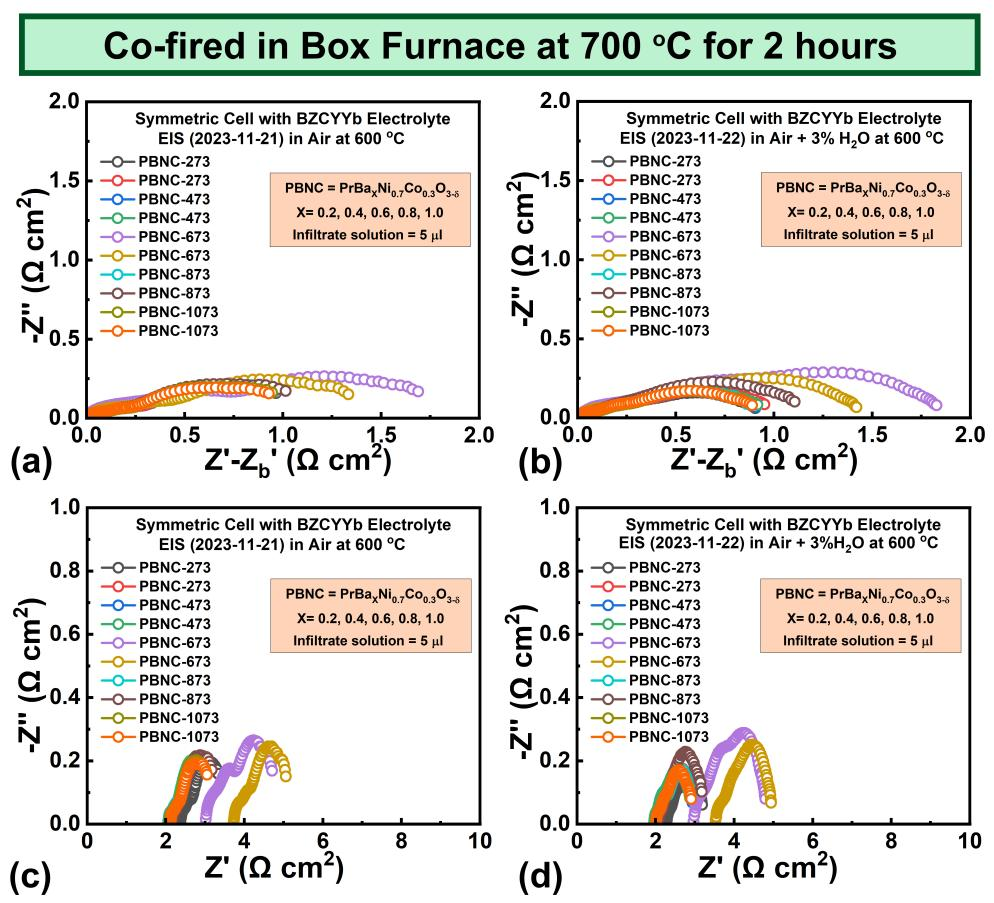 Co-fired in Box Furnace at 700 °C for 2 hours
2.0
1.5
1.0
0.5
0.0
-Z'' (Ω cm²)
Symmetric Cell with BZCYYb Electrolyte
EIS (2023-11-21) in Air at 600 °C
PBNC-273
PBNC-273
PBNC-473
PBNC-473
PBNC-673
PBNC-673
PBNC-873
PBNC-873
PBNC-1073
PBNC-1073
PBNC = PrBaₓNi₀.₇Co₀.₃O₃₋δ
X= 0.2, 0.4, 0.6, 0.8, 1.0
Infiltrate solution = 5 μl
0.0 0.5 1.0 1.5 2.0
(a)
Z'-Z_b' (Ω cm²)
2.0
1.5
1.0
0.5
0.0
-Z'' (Ω cm²)
Symmetric Cell with BZCYYb Electrolyte
EIS (2023-11-22) in Air + 3% H₂O at 600 °C
PBNC-273
PBNC-273
PBNC-473
PBNC-473
PBNC-673
PBNC-673
PBNC-873
PBNC-873
PBNC-1073
PBNC-1073
PBNC = PrBaₓNi₀.₇Co₀.₃O₃₋δ
X= 0.2, 0.4, 0.6, 0.8, 1.0
Infiltrate solution = 5 μl
0.0 0.5 1.0 1.5 2.0
(b)
Z'-Z_b' (Ω cm²)
1.0
0.8
0.6
0.4
0.2
0.0
-Z'' (Ω cm²)
Symmetric Cell with BZCYYb Electrolyte
EIS (2023-11-21) in Air at 600 °C
PBNC-273
PBNC-273
PBNC-473
PBNC-473
PBNC-673
PBNC-673
PBNC-873
PBNC-873
PBNC-1073
PBNC-1073
PBNC = PrBaₓNi₀.₇Co₀.₃O₃₋δ
X= 0.2, 0.4, 0.6, 0.8, 1.0
Infiltrate solution = 5 μl
0 2 4 6 8 10
(c)
Z' (Ω cm²)
1.0
0.8
0.6
0.4
0.2
0.0
-Z'' (Ω cm²)
Symmetric Cell with BZCYYb Electrolyte
EIS (2023-11-22) in Air + 3%H₂O at 600 °C
PBNC-273
PBNC-273
PBNC-473
PBNC-473
PBNC-673
PBNC-673
PBNC-873
PBNC-873
PBNC-1073
PBNC-1073
PBNC = PrBaₓNi₀.₇Co₀.₃O₃₋δ
X= 0.2, 0.4, 0.6, 0.8, 1.0
Infiltrate solution = 5 μl
0 2 4 6 8 10
(d)
Z' (Ω cm²)